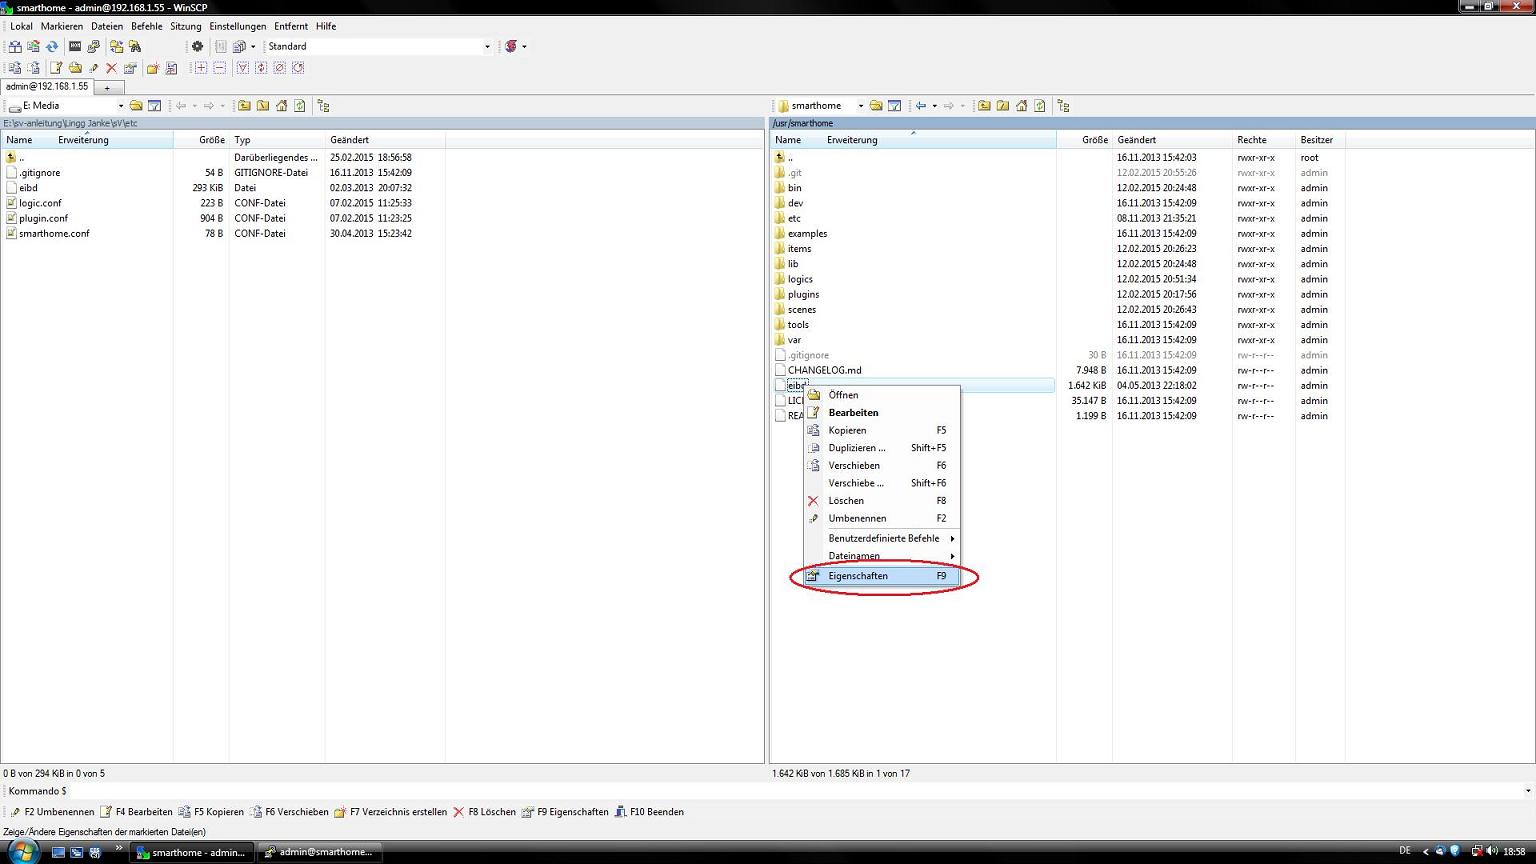 smarthome - admin@192.168.1.55 - WinSCP
Lokal Markieren Dateien Befehle Sitzung Einstellungen Entfernt Hilfe
Standard
admin@192.168.1.55 +
E: Media
smarthome
E:\sv-anleitung\Lingg Janke\sV\etc
/usr/smarthome
Name Erweiterung Größe Typ Geändert
.. Darüberliegendes ... 25.02.2015 18:56:58
.gitignore 54 B GITIGNORE-Datei 16.11.2013 15:42:09
eibd 293 KiB Datei 02.03.2013 20:07:32
logic.conf 223 B CONF-Datei 07.02.2015 11:25:33
plugin.conf 904 B CONF-Datei 07.02.2015 11:23:25
smarthome.conf 78 B CONF-Datei 30.04.2013 15:23:42
Name Erweiterung Größe Geändert Rechte Besitzer
.. 16.11.2013 15:42:03 rwxr-xr-x root
.git 12.02.2015 20:55:26 rwxr-xr-x admin
bin 12.02.2015 20:24:48 rwxr-xr-x admin
dev 16.11.2013 15:42:09 rwxr-xr-x admin
etc 08.11.2013 21:35:21 rwxr-xr-x admin
examples 16.11.2013 15:42:09 rwxr-xr-x admin
items 12.02.2015 20:26:23 rwxr-xr-x admin
lib 12.02.2015 20:24:48 rwxr-xr-x admin
logics 12.02.2015 20:51:34 rwxr-xr-x admin
plugins 12.02.2015 20:17:56 rwxr-xr-x admin
scenes 12.02.2015 20:26:43 rwxr-xr-x admin
tools 16.11.2013 15:42:09 rwxr-xr-x admin
var 16.11.2013 15:42:09 rwxr-xr-x admin
.gitignore 30 B 16.11.2013 15:42:09 rw-r--r-- admin
CHANGELOG.md 7.948 B 16.11.2013 15:42:09 rw-r--r-- admin
eibd 1.642 KiB 04.05.2013 22:18:02 rw-r--r-- admin
LIC 35.147 B 16.11.2013 15:42:09 rw-r--r-- admin
REA 1.199 B 16.11.2013 15:42:09 rw-r--r-- admin
Öffnen
Bearbeiten
Kopieren F5
Duplizieren ... Shift+F5
Verschieben F6
Verschiebe ... Shift+F6
Löschen F8
Umbenennen F2
Benutzerdefinierte Befehle
Dateinamen
Eigenschaften F9
0 B von 294 KiB in 0 von 5
1.642 KiB von 1.685 KiB in 1 von 17
Kommando $
F2 Umbenennen F4 Bearbeiten F5 Kopieren F6 Verschieben F7 Verzeichnis erstellen F8 Löschen F9 Eigenschaften F10 Beenden
Zeige/Ändere Eigenschaften der markierten Datei(en)
» smarthome - admin... admin@smarthome... DE < 18:58